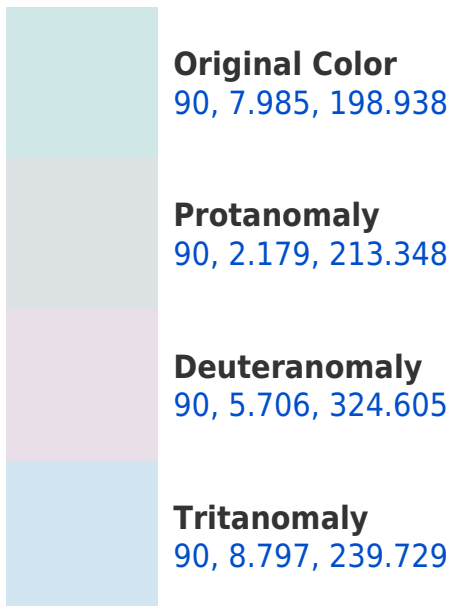 Original Color
90, 7.985, 198.938
Protanomaly
90, 2.179, 213.348
Deuteranomaly
90, 5.706, 324.605
Tritanomaly
90, 8.797, 239.729